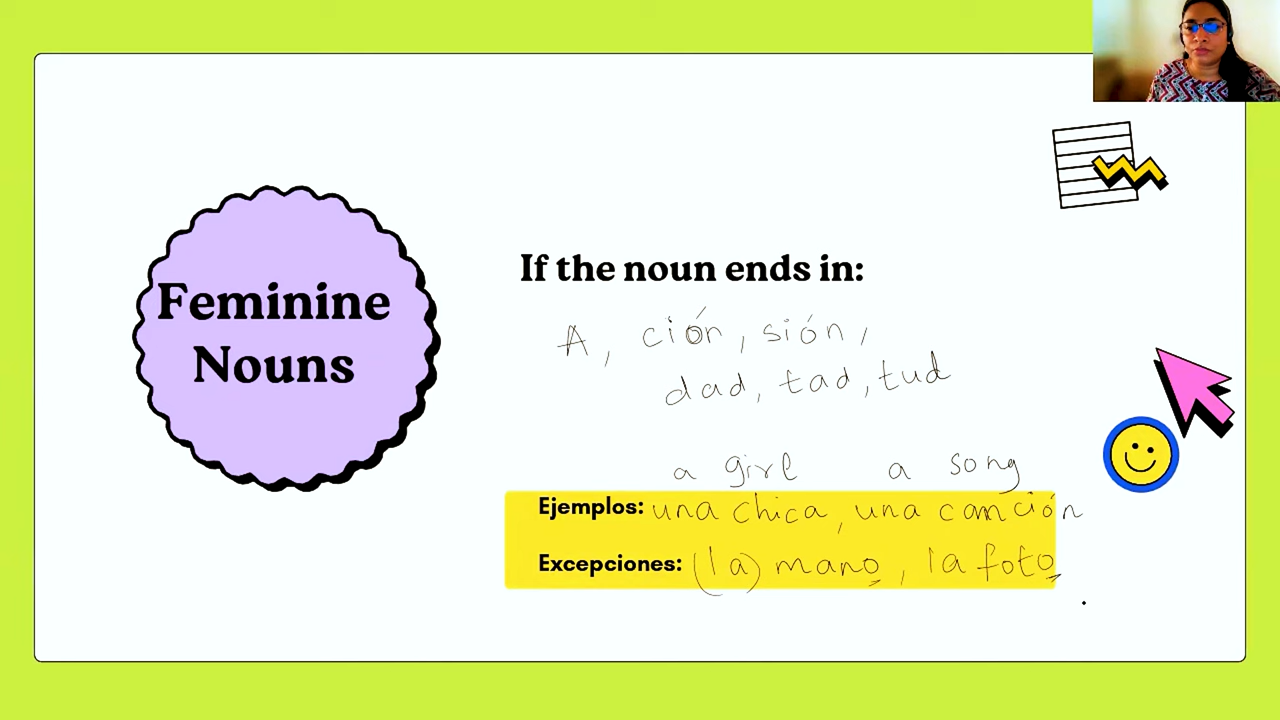 Feminine
Nouns
If the noun ends in:
A, ción, sión,
dad, tad, tud
a girl a song
Ejemplos: una chica, una canción
Excepciones: (la) mano, la foto